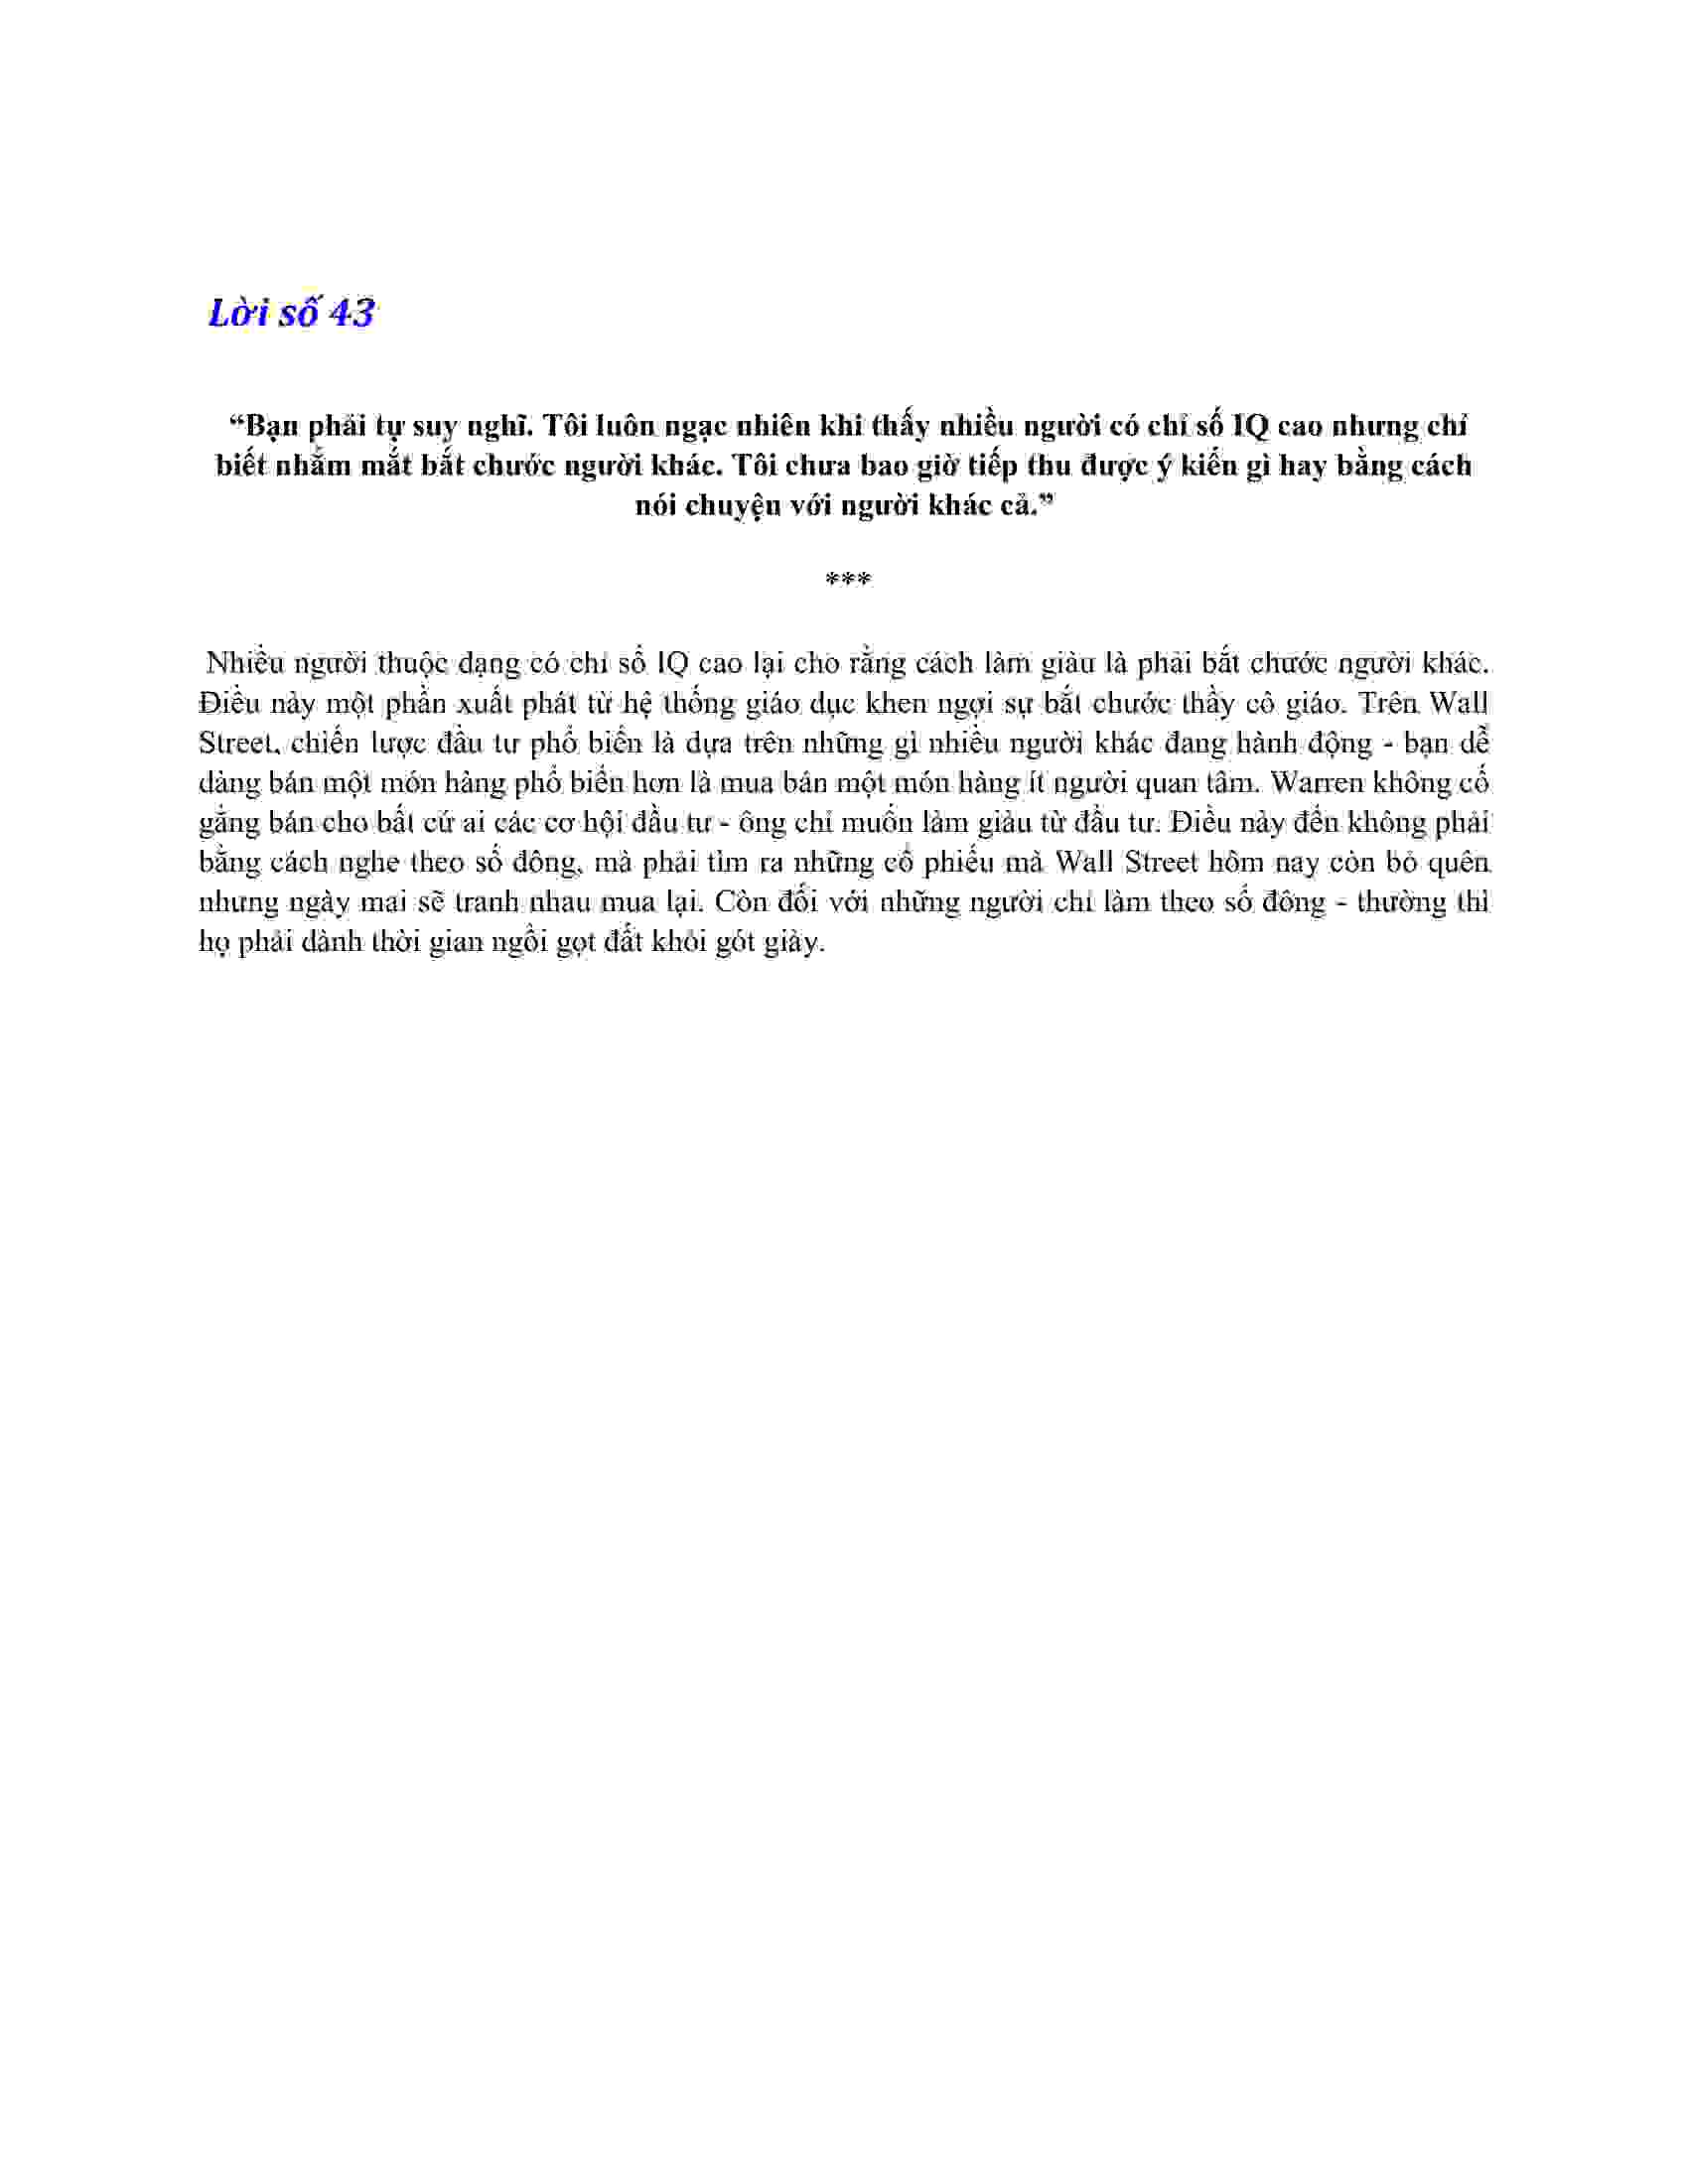 Lời số 43
“Bạn phải tự suy nghĩ. Tôi luôn ngạc nhiên khi thấy nhiều người có chỉ số IQ cao nhưng chỉ
biết nhắm mắt bắt chước người khác. Tôi chưa bao giờ tiếp thu được ý kiến gì hay bằng cách
nói chuyện với người khác cả.”
***
Nhiều người thuộc dạng có chỉ số IQ cao lại cho rằng cách làm giàu là phải bắt chước người khác.
Điều này một phần xuất phát từ hệ thống giáo dục khen ngợi sự bắt chước thầy cô giáo. Trên Wall
Street, chiến lược đầu tư phổ biến là dựa trên những gì nhiều người khác đang hành động - bạn dễ
dàng bán một món hàng phổ biến hơn là mua bán một món hàng ít người quan tâm. Warren không cố
gắng bán cho bất cứ ai các cơ hội đầu tư - ông chỉ muốn làm giàu từ đầu tư. Điều này đến không phải
bằng cách nghe theo số đông, mà phải tìm ra những cổ phiếu mà Wall Street hôm nay còn bỏ quên
nhưng ngày mai sẽ tranh nhau mua lại. Còn đối với những người chỉ làm theo số đông - thường thì
họ phải dành thời gian ngồi gọt đất khỏi gót giày.